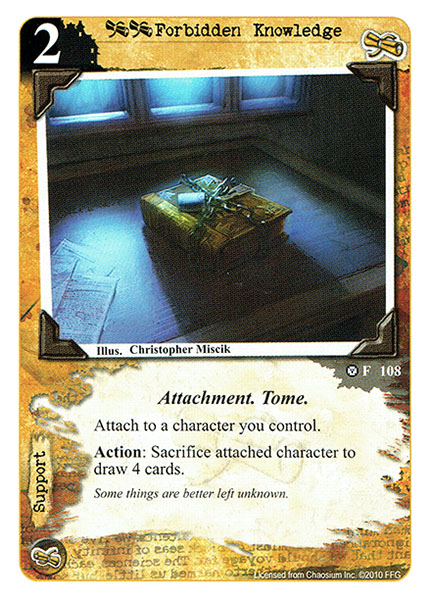 2
Forbidden Knowledge
Illus. Christopher Miscik
F 108
Attachment. Tome.
Attach to a character you control.
Action: Sacrifice attached character to
draw 4 cards.
Some things are better left unknown.
Support
Licensed from Chaosium Inc. ©2010 FFG